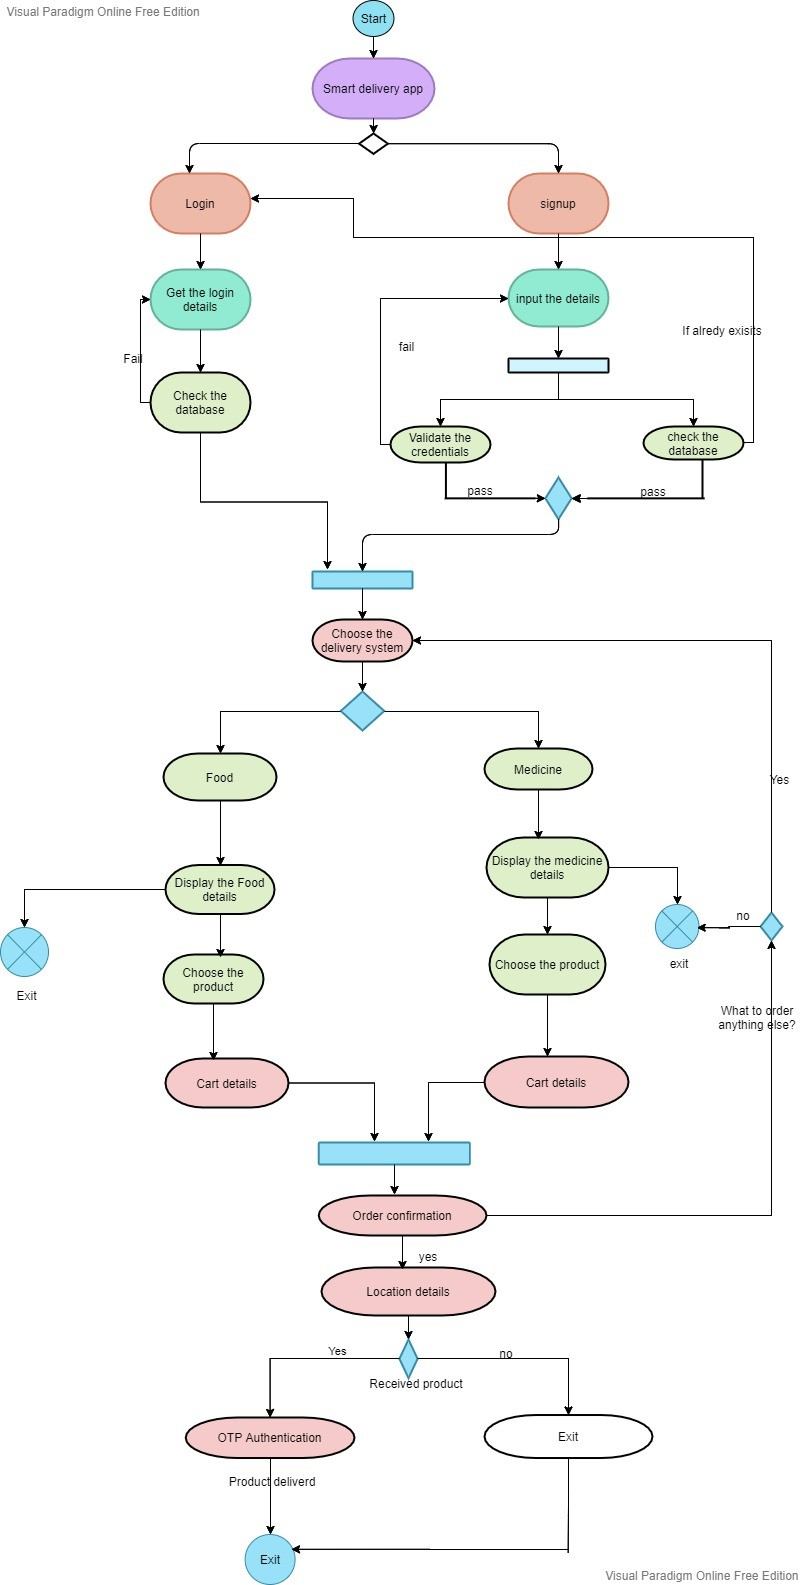 Visual Paradigm Online Free Edition
Start
Smart delivery app
Login
signup
Get the login
details
input the details
If alredy exisits
fail
Fail
Check the
database
Validate the
credentials
check the
database
pass
pass
Choose the
delivery system
Food
Medicine
Yes
Display the Food
details
Display the medicine
details
no
Exit
exit
Choose the
product
Choose the product
What to order
anything else?
Cart details
Cart details
Order confirmation
yes
Location details
Yes
no
Received product
OTP Authentication
Exit
Product deliverd
Exit
Visual Paradigm Online Free Edition